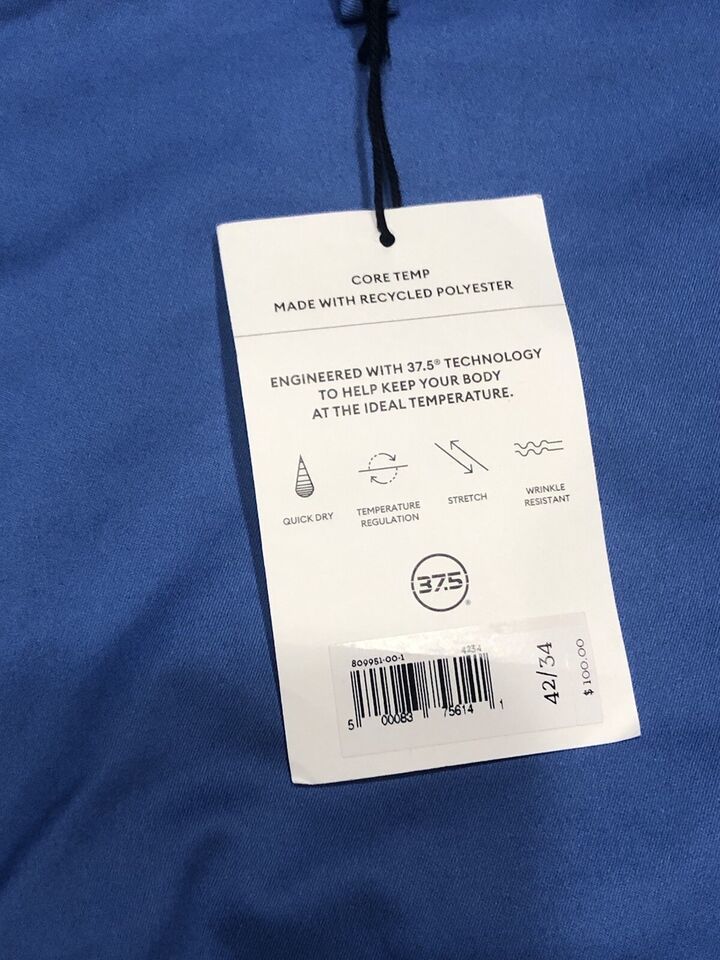 CORE TEMP
MADE WITH RECYCLED POLYESTER
ENGINEERED WITH 37.5® TECHNOLOGY
TO HELP KEEP YOUR BODY
AT THE IDEAL TEMPERATURE.
QUICK DRY
TEMPERATURE
REGULATION
STRETCH
WRINKLE
RESISTANT
37.5®
809951-00-1 4234
5 00083 75614 1
42/34
$100.00